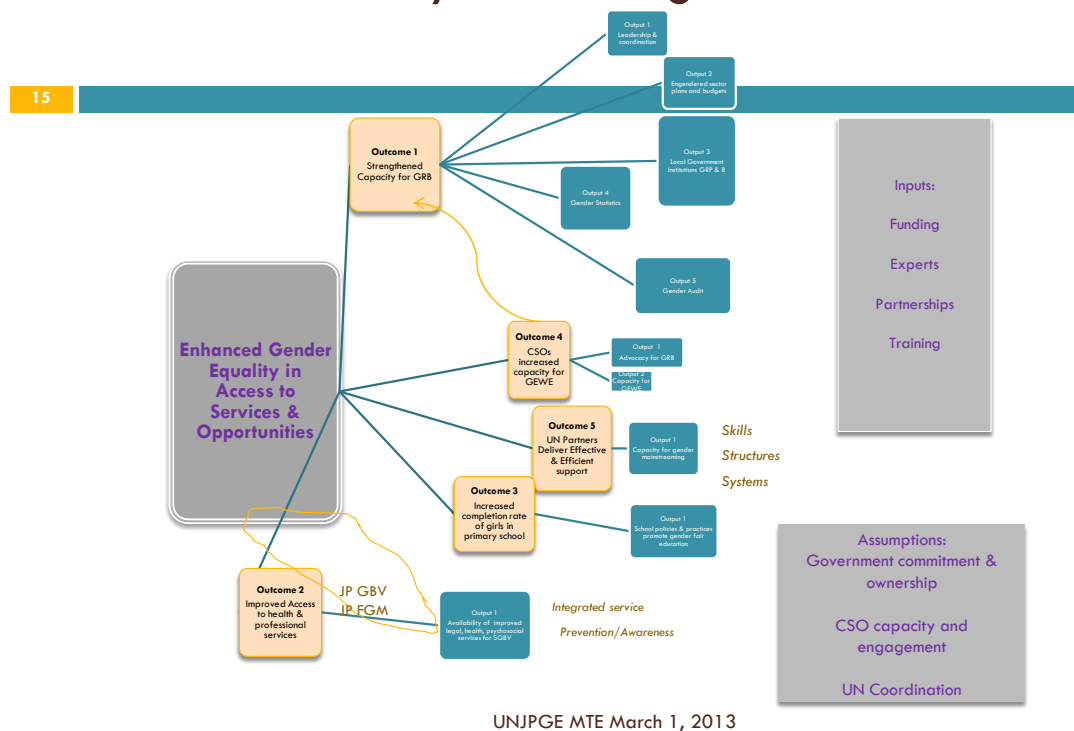 15
Output 1
Leadership &
coordination
Output 2
Engendered sector
plans and budgets
Outcome 1
Strengthened
Capacity for GRB
Output 3
Local Government
Institutions GRP & B
Output 4
Gender Statistics
Output 5
Gender Audit
Inputs:
Funding
Experts
Partnerships
Training
Enhanced Gender
Equality in
Access to
Services &
Opportunities
Outcome 4
CSOs
increased
capacity for
GEWE
Output 1
Advocacy for GRB
Output 2
Capacity for
GEWE
Outcome 5
UN Partners
Deliver Effective
& Efficient
support
Output 1
Capacity for gender
mainstreaming
Skills
Structures
Systems
Outcome 3
Increased
completion rate
of girls in
primary school
Output 1
School policies & practices
promote gender fair
education
Outcome 2
Improved Access
to health &
professional
services
JP GBV
JP FGM
Output 1
Availability of improved
legal, health, psychosocial
services for SGBV
Integrated service
Prevention/Awareness
Assumptions:
Government commitment &
ownership
CSO capacity and
engagement
UN Coordination
UNJPGE MTE March 1, 2013